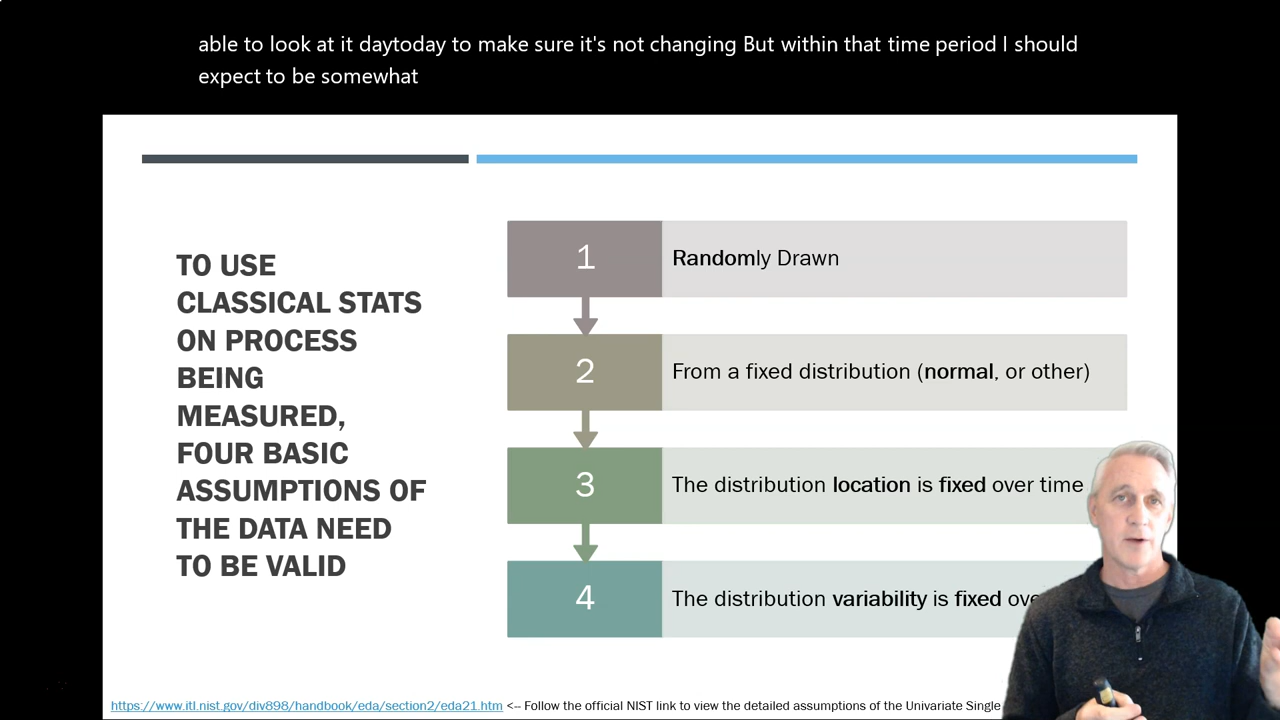 able to look at it daytoday to make sure it's not changing But within that time period I should
expect to be somewhat
TO USE
CLASSICAL STATS
ON PROCESS
BEING
MEASURED,
FOUR BASIC
ASSUMPTIONS OF
THE DATA NEED
TO BE VALID
1
Randomly Drawn
2
From a fixed distribution (normal, or other)
3
The distribution location is fixed over time
4
The distribution variability is fixed
https://www.itl.nist.gov/div898/handbook/eda/section2/eda21.htm <-- Follow the official NIST link to view the detailed assumptions of the Univariate Single